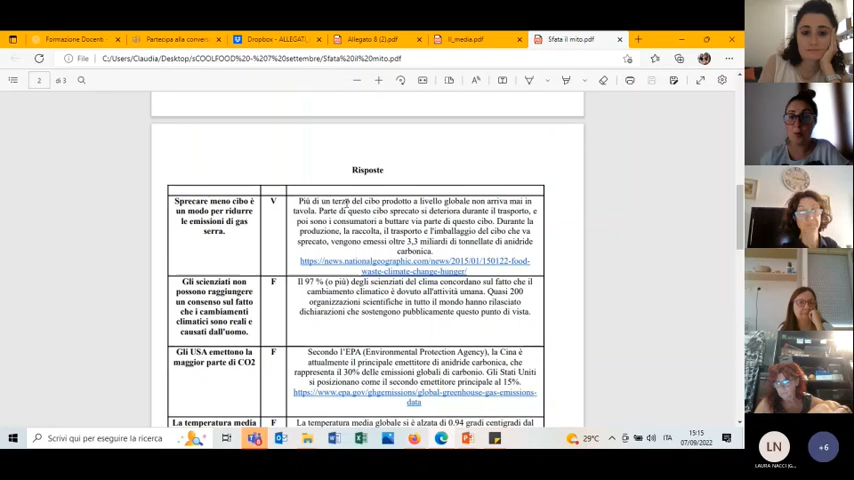 Formazione Docenti
Partecipa alla conver
Dropbox - ALLEGATI
Allegato 8 (2).pdf
II_media.pdf
Sfata il mito.pdf
File
C:/Users/Claudia/Desktop/sCOOLFOOD%20-%207%20settembre/Sfata%20il%20mito.pdf
2
di 3
Risposte
Sprecare meno cibo è
un modo per ridurre
le emissioni di gas
serra.
V
Più di un terzo del cibo prodotto a livello globale non arriva mai in
tavola. Parte di questo cibo sprecato si deteriora durante il trasporto, e
poi sono i consumatori a buttare via parte di questo cibo. Durante la
produzione, la raccolta, il trasporto e l'imballaggio del cibo che va
sprecato, vengono emessi oltre 3,3 miliardi di tonnellate di anidride
carbonica.
https://news.nationalgeographic.com/news/2015/01/150122-food-
waste-climate-change-hunger/
Gli scienziati non
possono raggiungere
un consenso sul fatto
che i cambiamenti
climatici sono reali e
causati dall'uomo.
F
Il 97 % (o più) degli scienziati del clima concordano sul fatto che il
cambiamento climatico è dovuto all'attività umana. Quasi 200
organizzazioni scientifiche in tutto il mondo hanno rilasciato
dichiarazioni che sostengono pubblicamente questo punto di vista.
Gli USA emettono la
maggior parte di CO2
F
Secondo l'EPA (Environmental Protection Agency), la Cina è
attualmente il principale emettitore di anidride carbonica, che
rappresenta il 30% delle emissioni globali di carbonio. Gli Stati Uniti
si posizionano come il secondo emettitore principale al 15%.
https://www.epa.gov/ghgemissions/global-greenhouse-gas-emissions-
data
La temperatura media
F
La temperatura media globale si è alzata di 0.94 gradi centigradi dal
Scrivi qui per eseguire la ricerca
29°C
ITA
15:15
07/09/2022
LN
LAURA NACCI (G...
+6